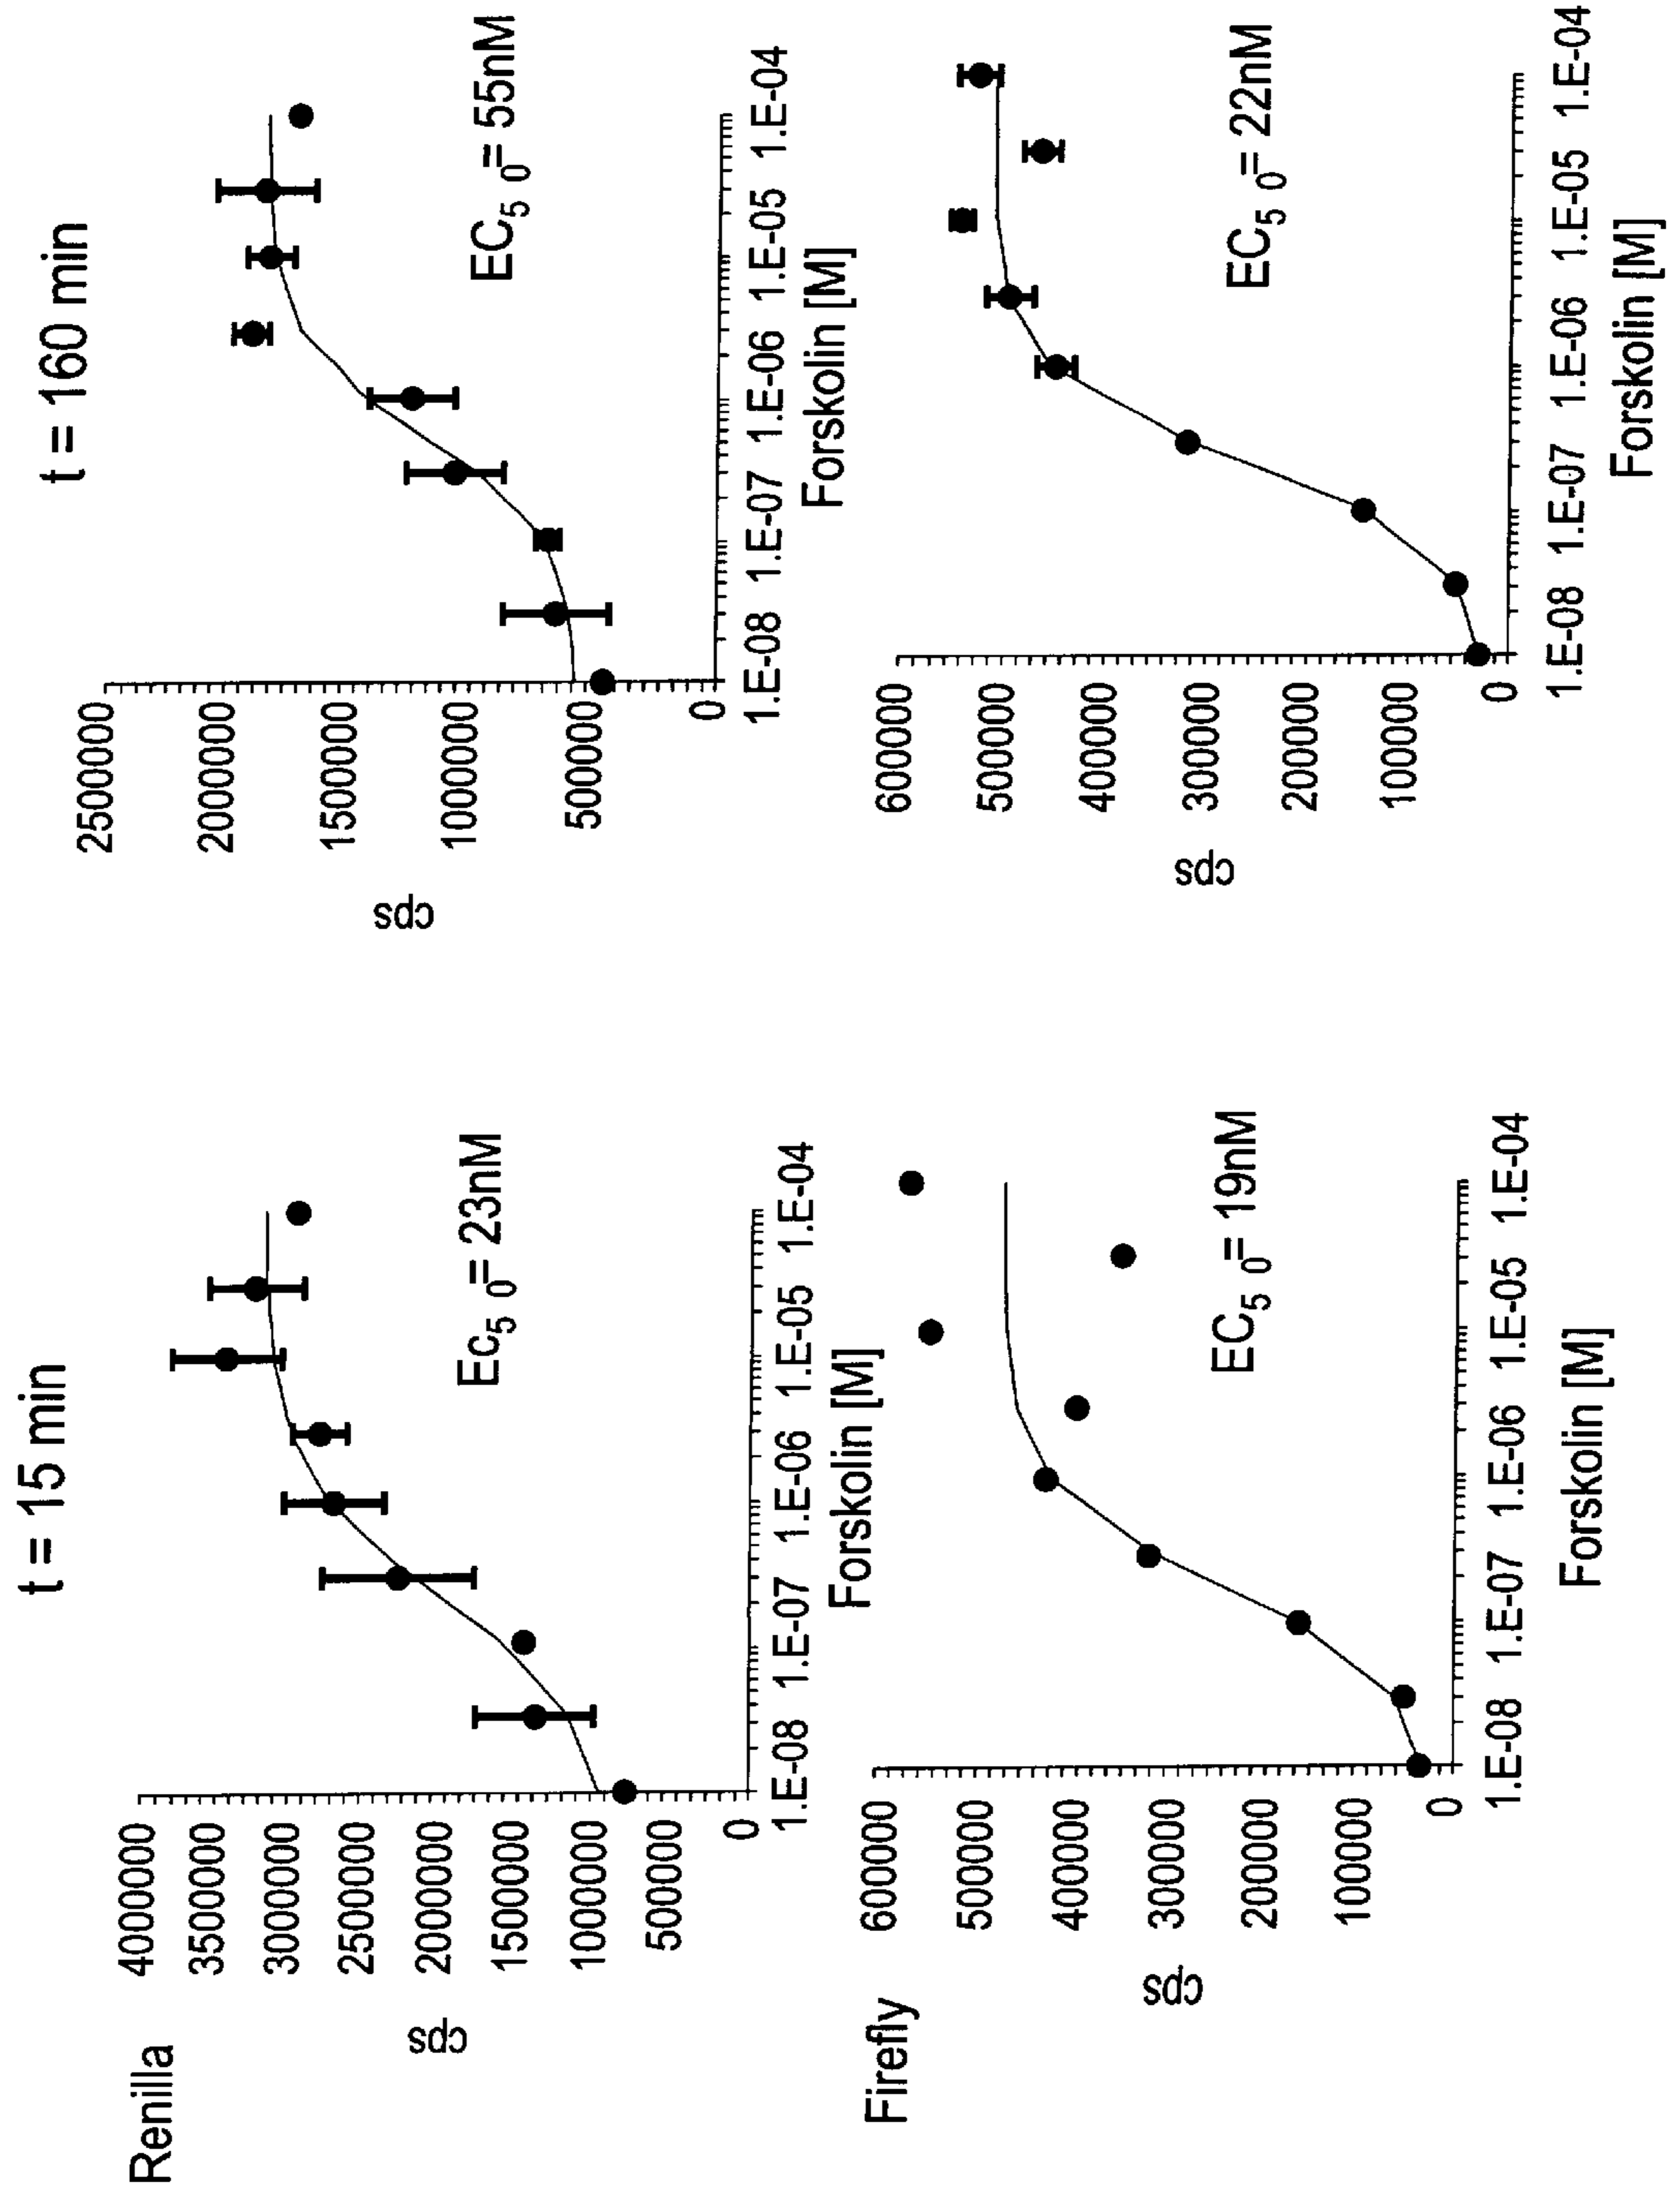 t = 15 min
t = 160 min
Renilla
cps
4000000
3500000
3000000
2500000
2000000
1500000
1000000
500000
0
1.E-08 1.E-07 1.E-06 1.E-05 1.E-04
Forskolin [M]
Ec50 = 23nM
cps
2500000
2000000
1500000
1000000
500000
0
1.E-08 1.E-07 1.E-06 1.E-05 1.E-04
Forskolin [M]
EC50 = 55nM
Firefly
cps
600000
500000
400000
300000
200000
100000
0
1.E-08 1.E-07 1.E-06 1.E-05 1.E-04
Forskolin [M]
EC50 = 19nM
cps
600000
500000
400000
300000
200000
100000
0
1.E-08 1.E-07 1.E-06 1.E-05 1.E-04
Forskolin [M]
EC50 = 22nM